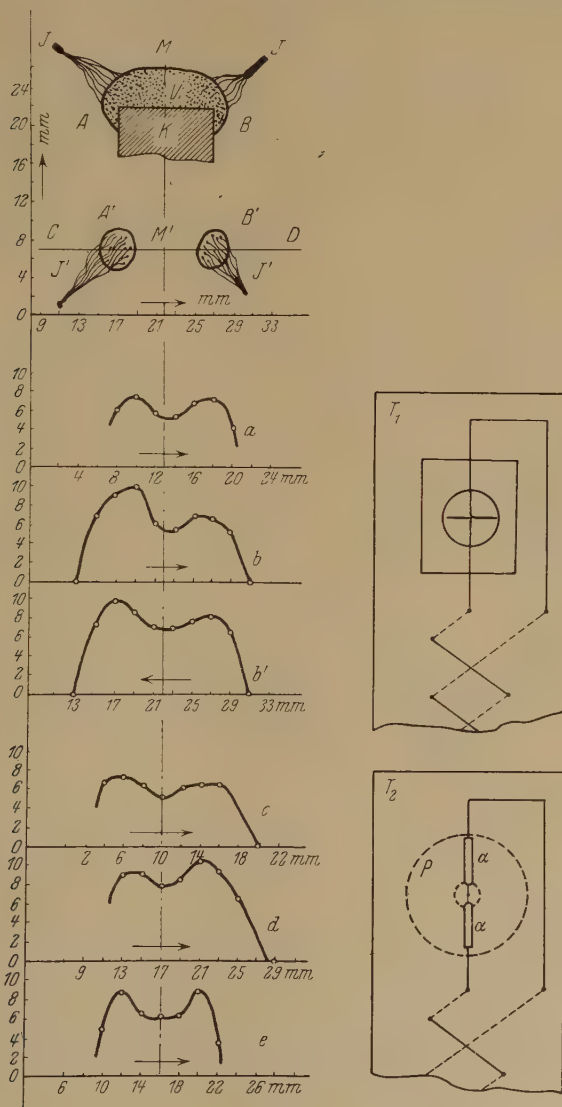 J M J
24
20
16
12
8
4
0
mm
A U B
K
C A' M' B' D
J' J'
mm
9 13 17 21 25 29 33
10
8
6
4
2
0
a
4 8 12 16 20 24 mm
10
8
6
4
2
0
b
10
8
6
4
2
0
b'
13 17 21 25 29 33 mm
10
8
6
4
2
0
c
2 6 10 14 18 22 mm
10
8
6
4
2
0
d
9 13 17 21 25 29 mm
10
8
6
4
2
0
e
6 10 14 18 22 26 mm
T1
T2
P α
α